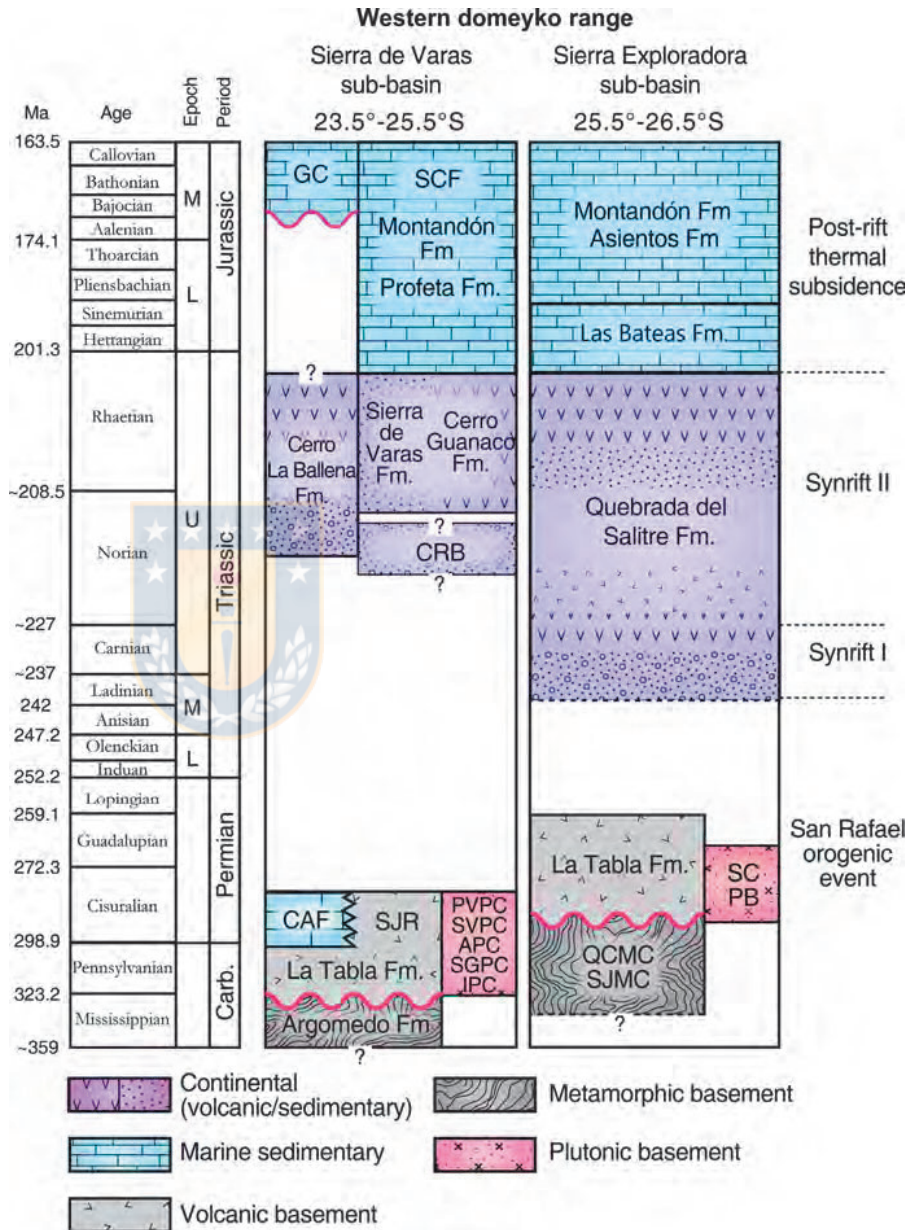 Western domeyko range
Sierra de Varas
sub-basin
23.5°-25.5°S
Sierra Exploradora
sub-basin
25.5°-26.5°S
Ma
Age
Epoch
Period
163.5
174.1
201.3
~208.5
~227
~237
242
247.2
252.2
259.1
272.3
298.9
323.2
~359
Callovian
Bathonian
Bajocian
Aalenian
Thoarcian
Pliensbachian
Sinemurian
Hettangian
Rhaetian
Norian
Carnian
Ladinian
Anisian
Olenckian
Induan
Lopingian
Guadalupian
Cisuralian
Pennsylvanian
Mississippian
M
L
U
M
L
Jurassic
Triassic
Permian
Carb.
GC
SCF
Montandón
Fm
Profeta Fm.
?
Cerro
La Ballena
Fm.
Sierra
de
Varas
Fm.
Cerro
Guanaco
Fm.
?
CRB
?
CAF
SJR
La Tabla Fm.
Argomedo Fm
?
PVPC
SVPC
APC
SGPC
IPC
Montandón Fm
Asientos Fm
Las Bateas Fm.
Quebrada del
Salitre Fm.
La Tabla Fm.
SC
PB
QCMC
SJMC
?
Post-rift
thermal
subsidence
Synrift II
Synrift I
San Rafael
orogenic
event
Continental
(volcanic/sedimentary)
Marine sedimentary
Volcanic basement
Metamorphic basement
Plutonic basement